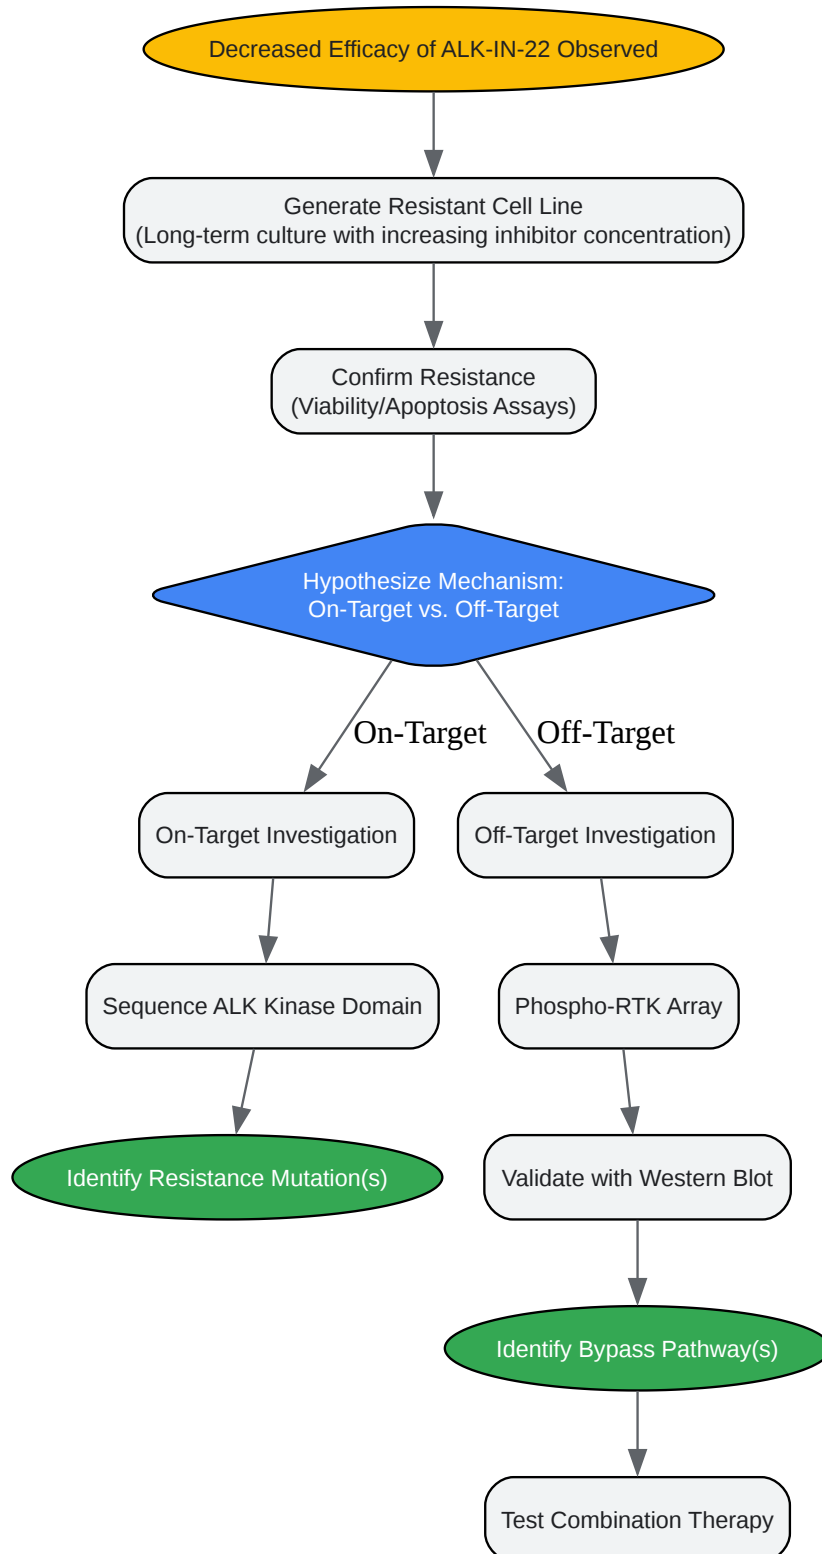 Decreased Efficacy of ALK-IN-22 Observed
Generate Resistant Cell Line
(Long-term culture with increasing inhibitor concentration)
Confirm Resistance
(Viability/Apoptosis Assays)
Hypothesize Mechanism:
On-Target vs. Off-Target
On-Target
Off-Target
On-Target Investigation
Off-Target Investigation
Sequence ALK Kinase Domain
Phospho-RTK Array
Identify Resistance Mutation(s)
Validate with Western Blot
Identify Bypass Pathway(s)
Test Combination Therapy